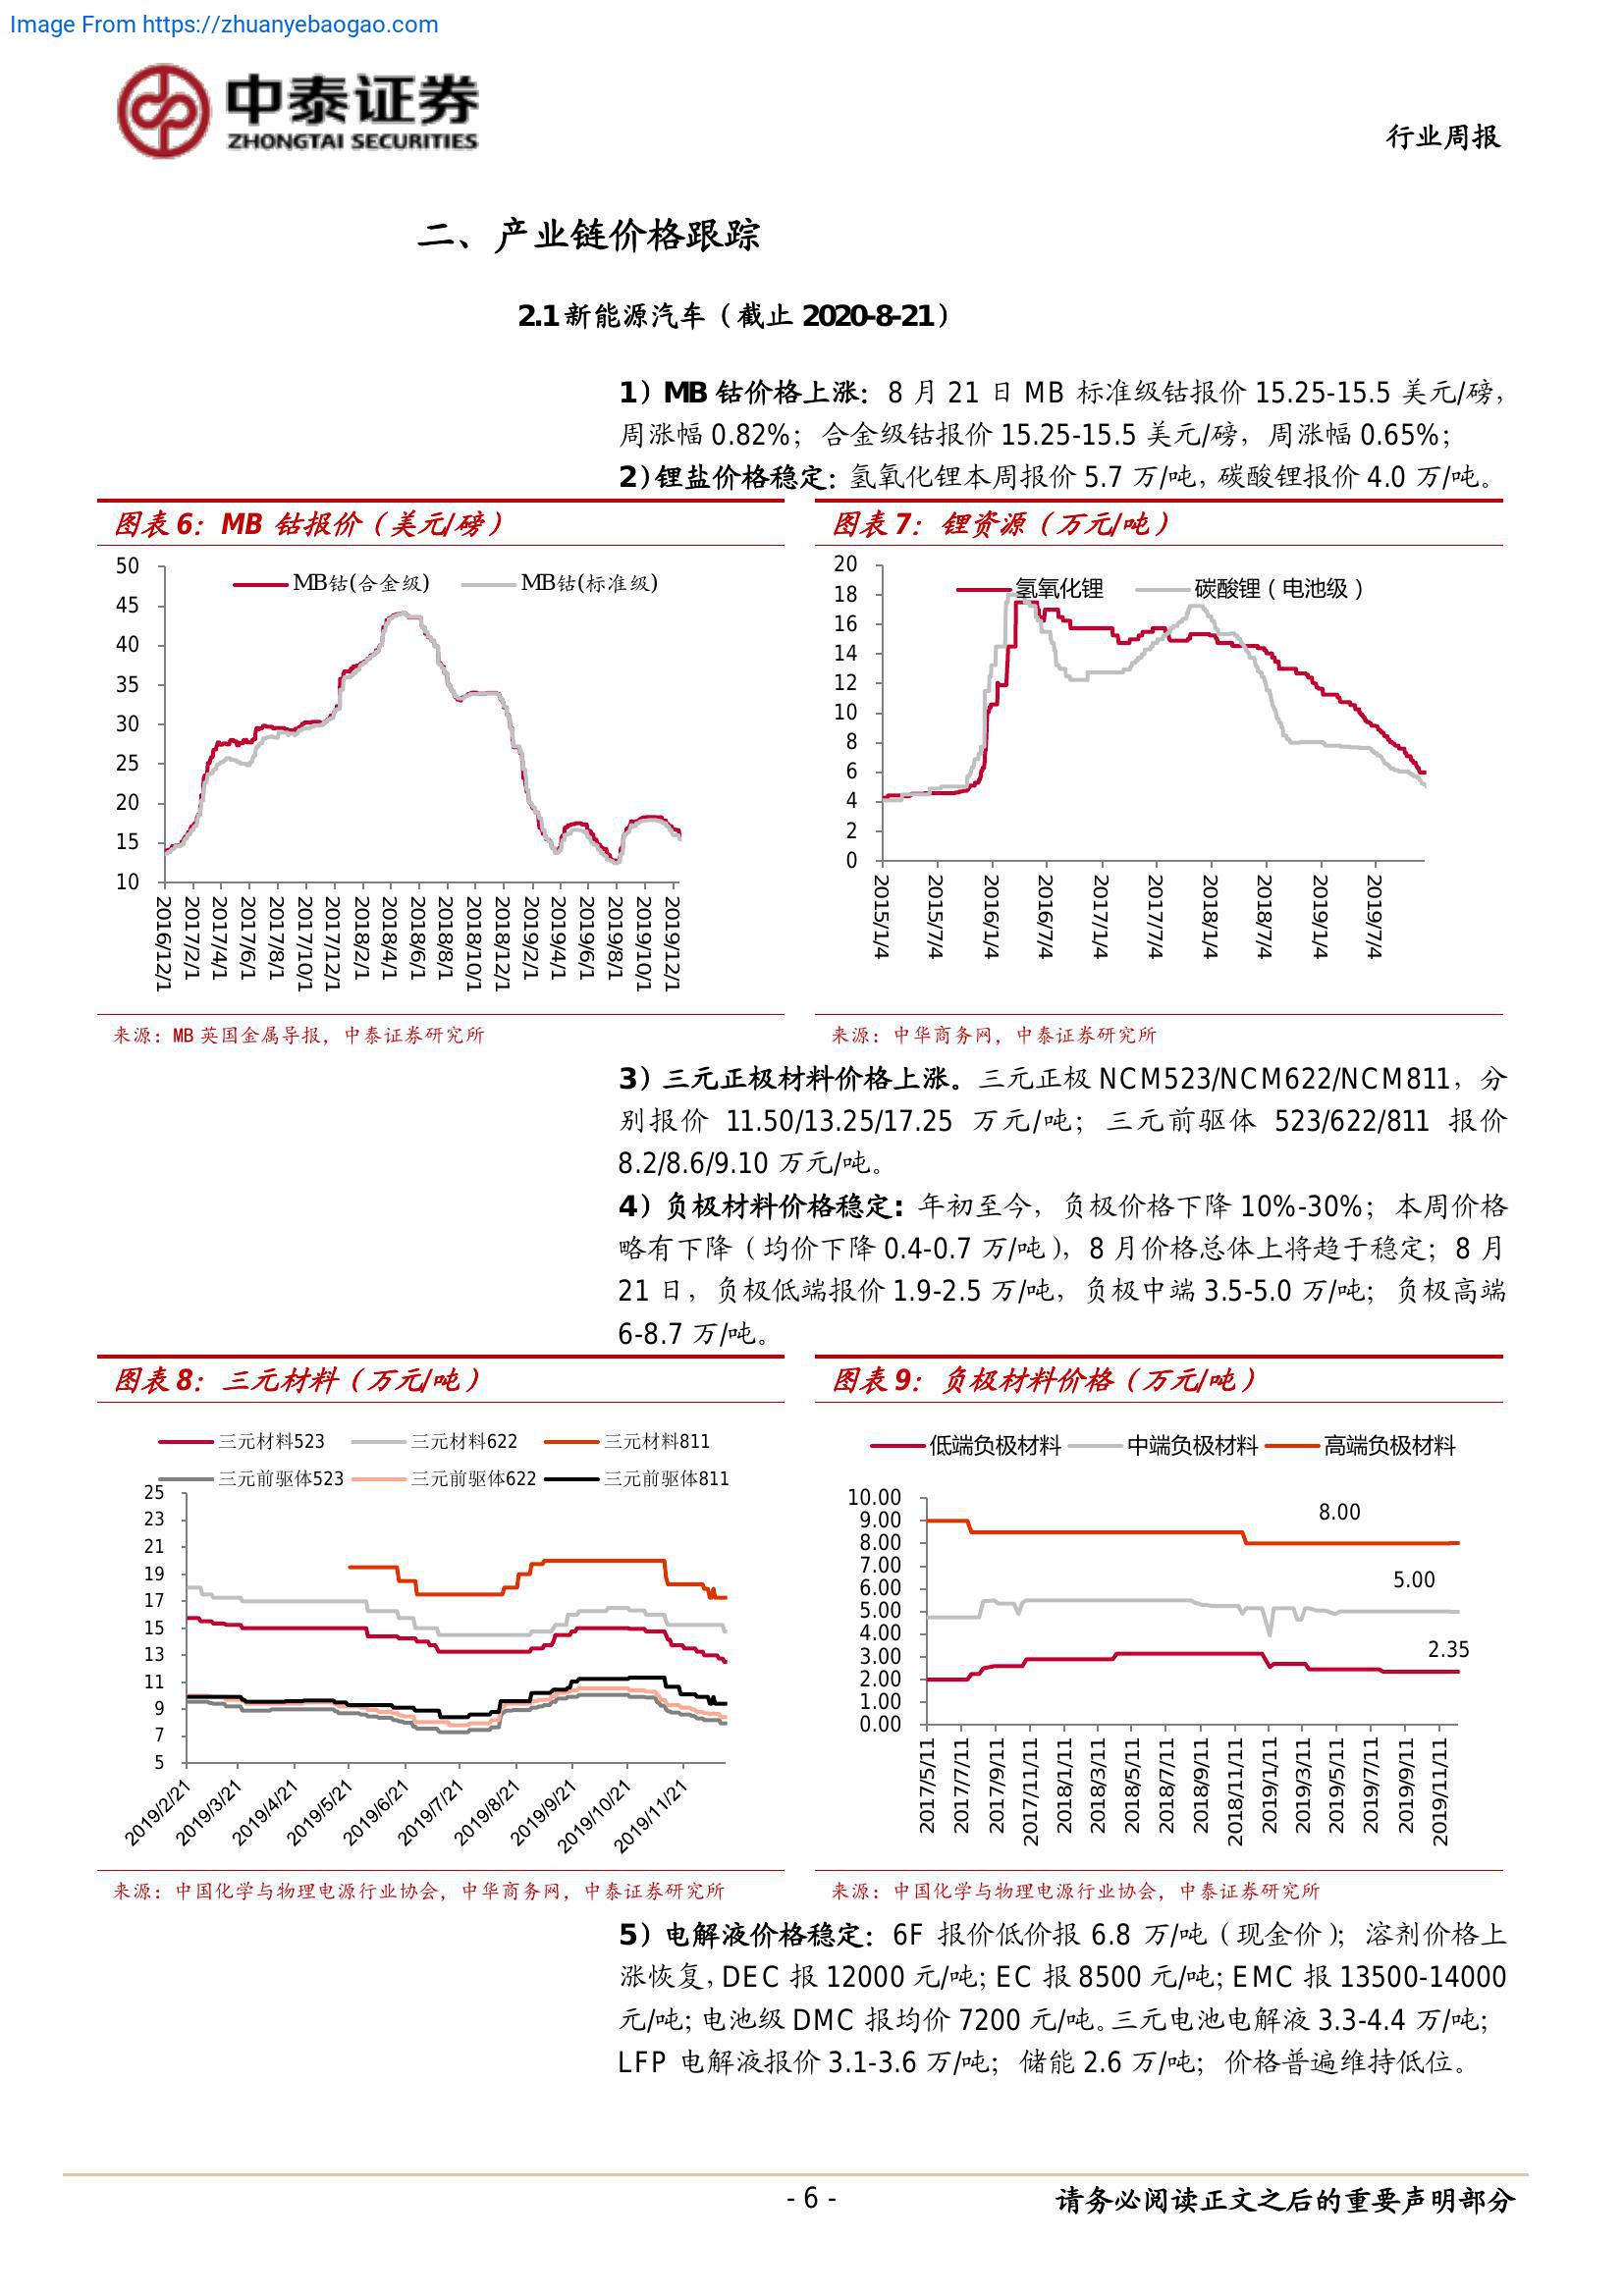 Image From https://zhuanyebaogao.com
中泰证券
ZHONGTAI SECURITIES
行业周报
二、产业链价格跟踪
2.1 新能源汽车（截止 2020-8-21）
1）MB 钴价格上涨：8 月 21 日 MB 标准级钴报价 15.25-15.5 美元/磅，
周涨幅 0.82%；合金级钴报价 15.25-15.5 美元/磅，周涨幅 0.65%；
2）锂盐价格稳定：氢氧化锂本周报价 5.7 万/吨，碳酸锂报价 4.0 万/吨。
图表 6：MB 钴报价（美元/磅）
50
45
40
35
30
25
20
15
10
MB钴(合金级)
MB钴(标准级)
2016/12/1
2017/2/1
2017/4/1
2017/6/1
2017/8/1
2017/10/1
2017/12/1
2018/2/1
2018/4/1
2018/6/1
2018/8/1
2018/10/1
2018/12/1
2019/2/1
2019/4/1
2019/6/1
2019/8/1
2019/10/1
2019/12/1
来源：MB 英国金属导报，中泰证券研究所
图表 7：锂资源（万元/吨）
20
18
16
14
12
10
8
6
4
2
0
氢氧化锂
碳酸锂（电池级）
2015/1/4
2015/7/4
2016/1/4
2016/7/4
2017/1/4
2017/7/4
2018/1/4
2018/7/4
2019/1/4
2019/7/4
来源：中华商务网，中泰证券研究所
3）三元正极材料价格上涨。三元正极 NCM523/NCM622/NCM811，分
别报价 11.50/13.25/17.25 万元/吨；三元前驱体 523/622/811 报价
8.2/8.6/9.10 万元/吨。
4）负极材料价格稳定：年初至今，负极价格下降 10%-30%；本周价格
略有下降（均价下降 0.4-0.7 万/吨），8 月价格总体上将趋于稳定；8 月
21 日，负极低端报价 1.9-2.5 万/吨，负极中端 3.5-5.0 万/吨；负极高端
6-8.7 万/吨。
图表 8：三元材料（万元/吨）
三元材料523
三元材料622
三元材料811
三元前驱体523
三元前驱体622
三元前驱体811
25
23
21
19
17
15
13
11
9
7
5
2019/2/21
2019/3/21
2019/4/21
2019/5/21
2019/6/21
2019/7/21
2019/8/21
2019/9/21
2019/10/21
2019/11/21
来源：中国化学与物理电源行业协会，中华商务网，中泰证券研究所
图表 9：负极材料价格（万元/吨）
低端负极材料
中端负极材料
高端负极材料
10.00
9.00
8.00
7.00
6.00
5.00
4.00
3.00
2.00
1.00
0.00
8.00
5.00
2.35
2017/5/11
2017/7/11
2017/9/11
2017/11/11
2018/1/11
2018/3/11
2018/5/11
2018/7/11
2018/9/11
2018/11/11
2019/1/11
2019/3/11
2019/5/11
2019/7/11
2019/9/11
2019/11/11
来源：中国化学与物理电源行业协会，中泰证券研究所
5）电解液价格稳定：6F 报价低价报 6.8 万/吨（现金价）；溶剂价格上
涨恢复，DEC 报 12000 元/吨；EC 报 8500 元/吨；EMC 报 13500-14000
元/吨；电池级 DMC 报均价 7200 元/吨。三元电池电解液 3.3-4.4 万/吨；
LFP 电解液报价 3.1-3.6 万/吨；储能 2.6 万/吨；价格普遍维持低位。
- 6 -
请务必阅读正文之后的重要声明部分